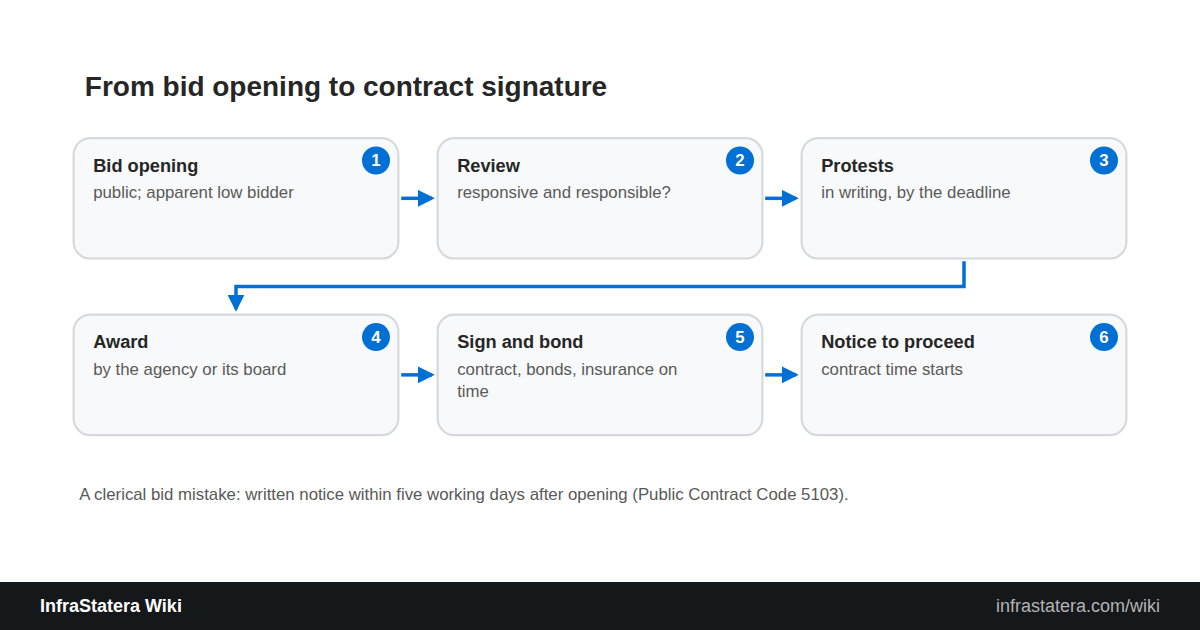 From bid opening to contract signature
Bid opening
1
public; apparent low bidder
Review
2
responsive and responsible?
Protests
3
in writing, by the deadline
Award
4
by the agency or its board
Sign and bond
5
contract, bonds, insurance on
time
Notice to proceed
6
contract time starts
A clerical bid mistake: written notice within five working days after opening (Public Contract Code 5103).
InfraStatera Wiki
infrastatera.com/wiki